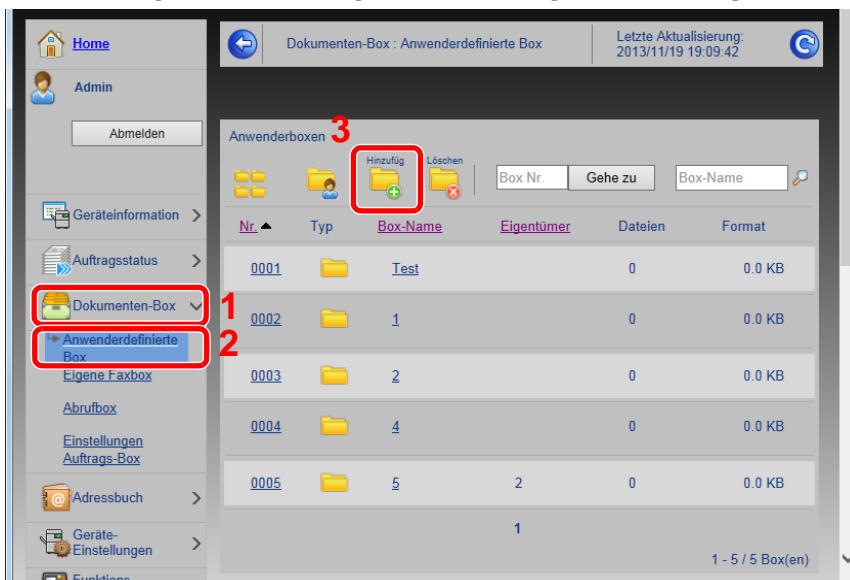 Home
Admin
Abmelden
Geräteinformation
Auftragsstatus
Dokumenten-Box
1
Anwenderdefinierte
Box
2
Eigene Faxbox
Abrufbox
Einstellungen
Auftrags-Box
Adressbuch
Geräte-
Einstellungen
Funktions
Dokumenten-Box : Anwenderdefinierte Box
Letzte Aktualisierung:
2013/11/19 19:09:42
Anwenderboxen 3
Hinzufüg Löschen
Box Nr. Gehe zu Box-Name
Nr. Typ Box-Name Eigentümer Dateien Format
0001 Test 0 0.0 KB
0002 1 0 0.0 KB
0003 2 0 0.0 KB
0004 4 0 0.0 KB
0005 5 2 0 0.0 KB
1
1 - 5 / 5 Box(en)